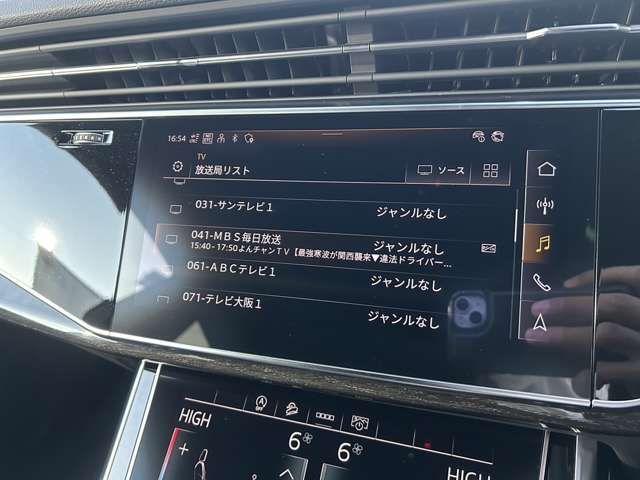 16:54
TV
放送局リスト
ソース
031-サンテレビ1
ジャンルなし
041-MBS毎日放送
ジャンルなし
15:40 - 17:50よんチャンTV【最強寒波が関西襲来▼違法ドライバー...
061-ABCテレビ1
ジャンルなし
071-テレビ大阪1
ジャンルなし
A
OFF
HIGH
6
6
HIGH